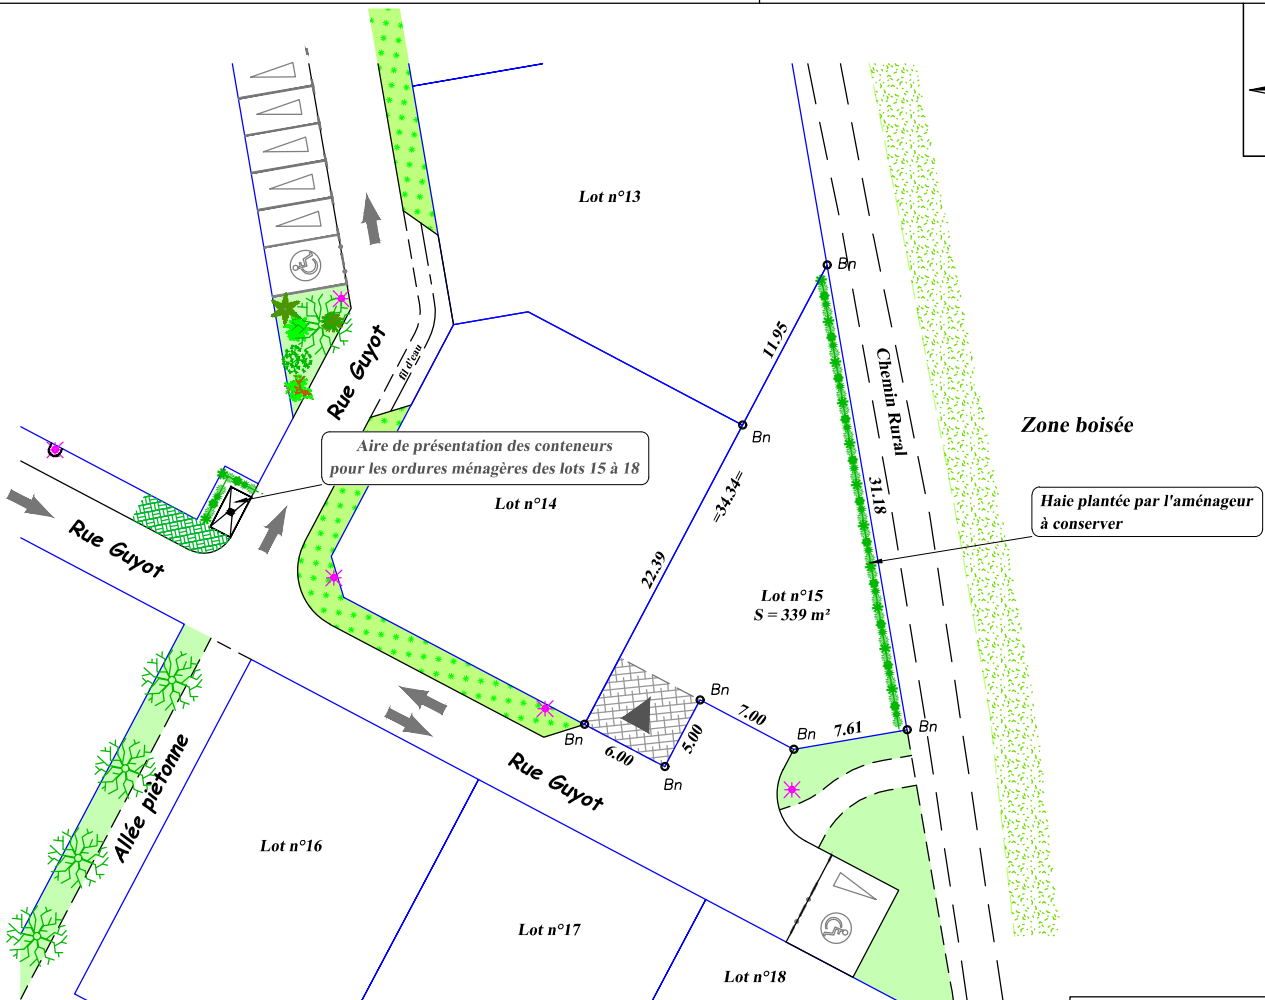 Lot n°13
Bn
11.95
Chemin Rural
Rue Guyot
fil d'eau
Zone boisée
Bn
Aire de présentation des conteneurs
pour les ordures ménagères des lots 15 à 18
Lot n°14
=34.34=
31.18
Haie plantée par l'aménageur
à conserver
Rue Guyot
22.39
Lot n°15
S = 339 m²
Bn
7.00
Bn
7.61
Bn
Bn
6.00
5.00
Bn
Rue Guyot
Allée piètonne
Lot n°16
Lot n°17
Lot n°18